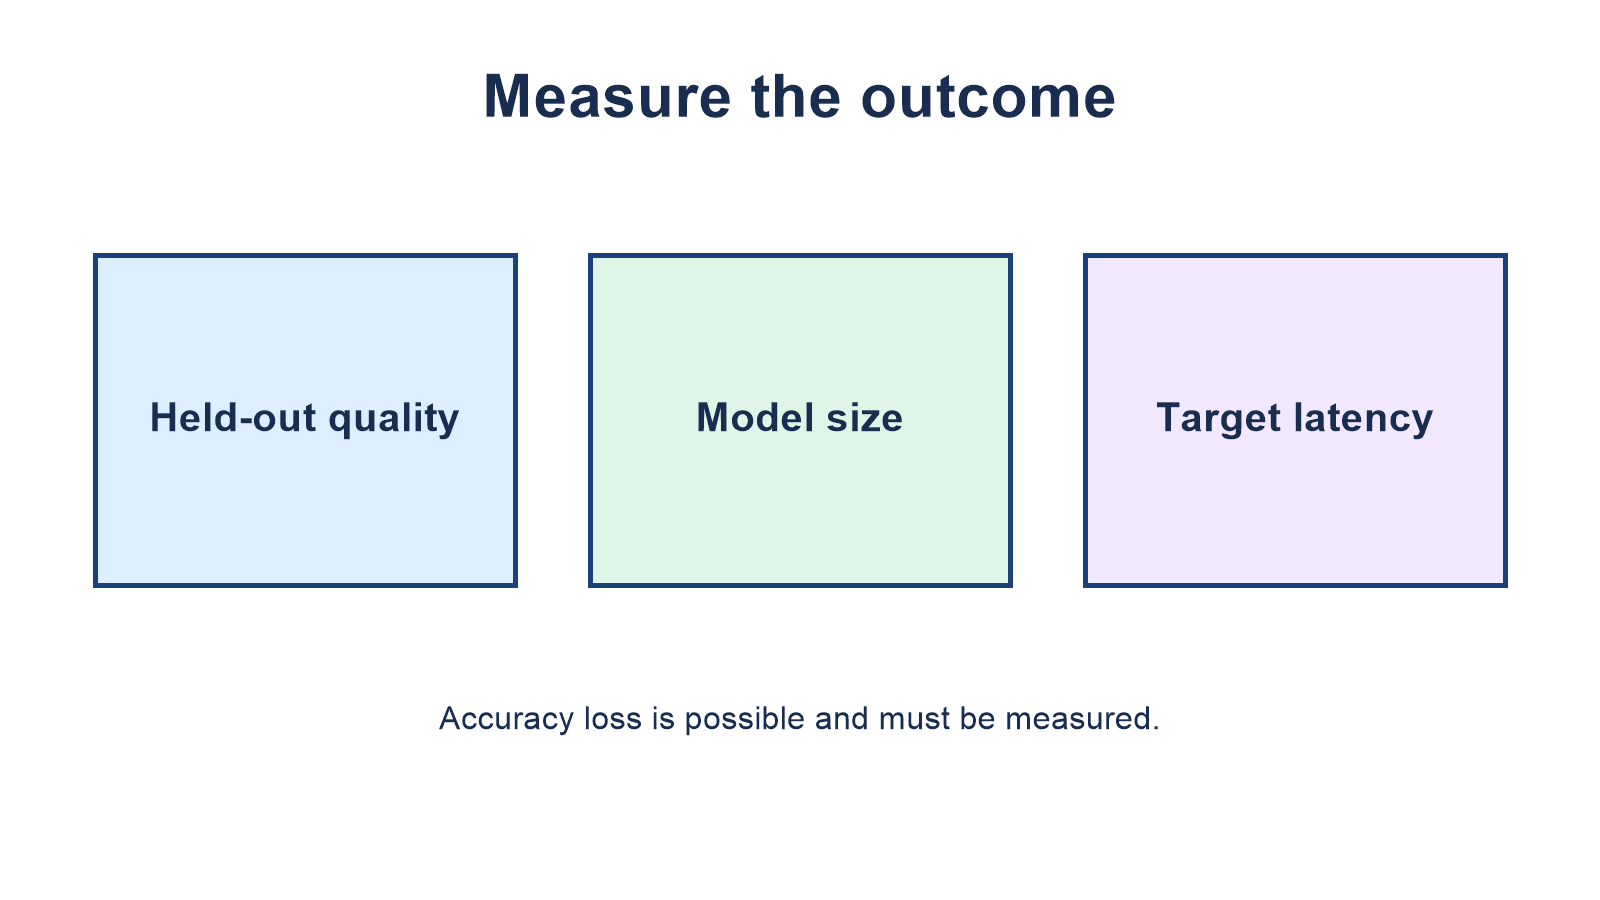 Measure the outcome
Held-out quality
Model size
Target latency
Accuracy loss is possible and must be measured.